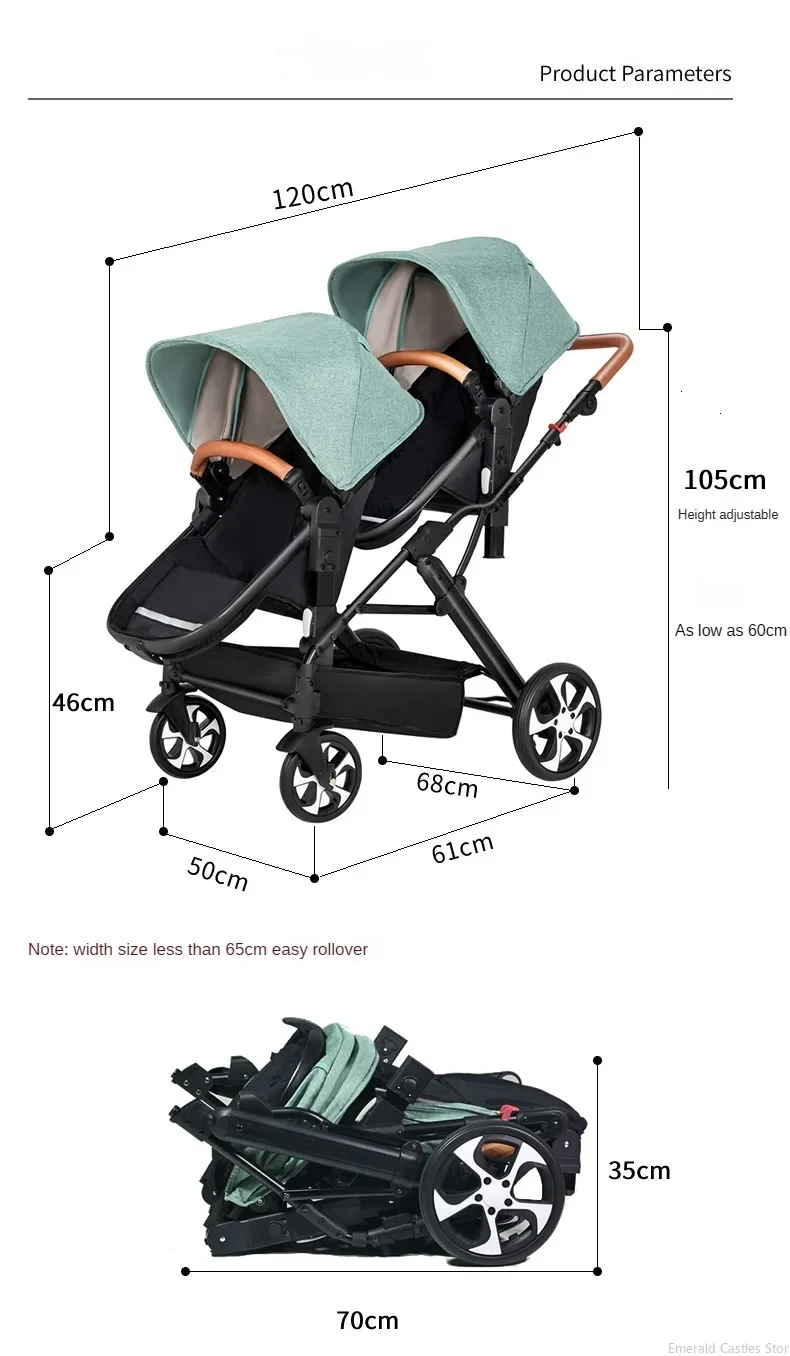 Product Parameters
120cm
105cm
Height adjustable
As low as 60cm
46cm
68cm
61cm
50cm
Note: width size less than 65cm easy rollover
35cm
70cm
Emerald Castles Stor